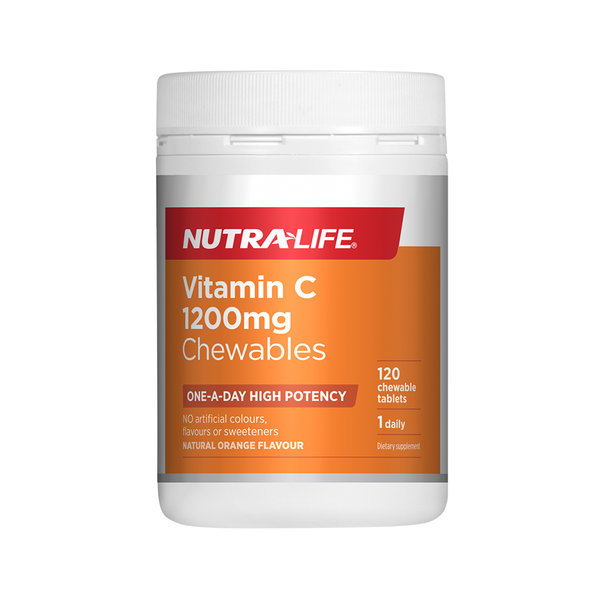 NUTRA-LIFE®
Vitamin C
1200mg
Chewables
ONE-A-DAY HIGH POTENCY
NO artificial colours,
flavours or sweeteners
NATURAL ORANGE FLAVOUR
120
chewable
tablets
1 daily
Dietary supplement